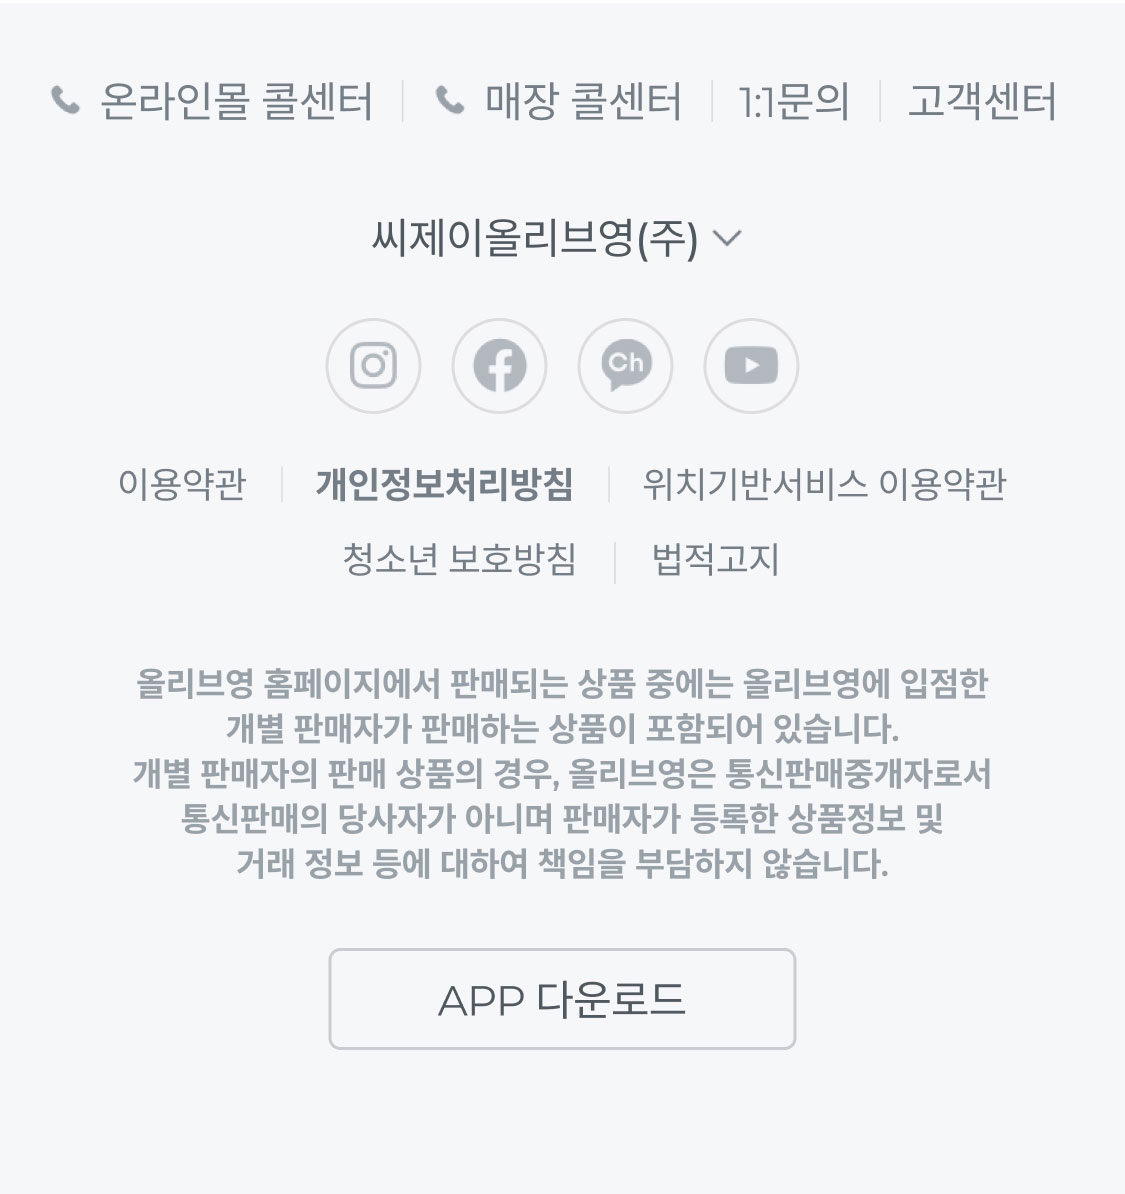 온라인몰 콜센터 매장 콜센터 1:1문의 고객센터
씨제이올리브영(주)
Ch
이용약관 개인정보처리방침 위치기반서비스 이용약관
청소년 보호방침 법적고지
올리브영 홈페이지에서 판매되는 상품 중에는 올리브영에 입점한
개별 판매자가 판매하는 상품이 포함되어 있습니다.
개별 판매자의 판매 상품의 경우, 올리브영은 통신판매중개자로서
통신판매의 당사자가 아니며 판매자가 등록한 상품정보 및
거래 정보 등에 대하여 책임을 부담하지 않습니다.
APP 다운로드